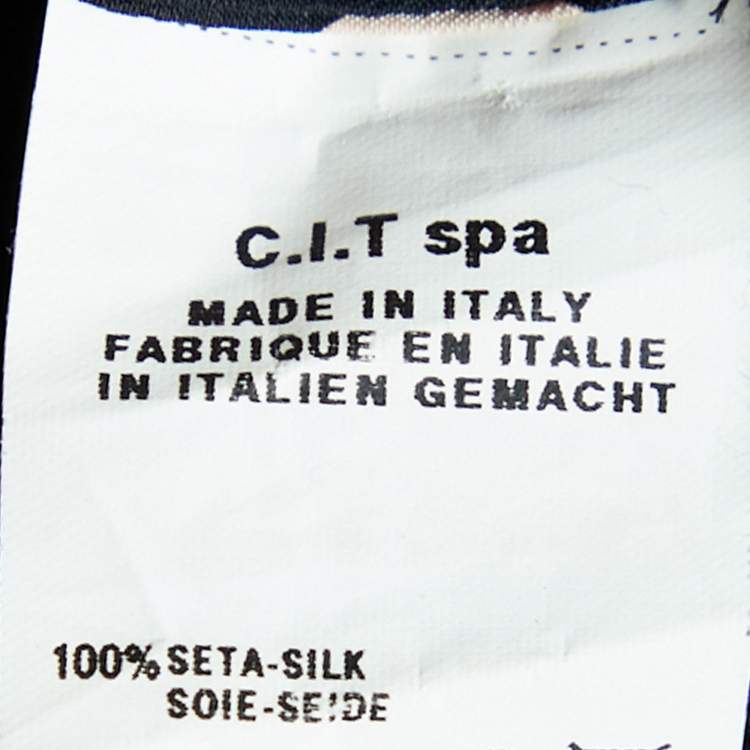 C.I.T spa
MADE IN ITALY
FABRIQUE EN ITALIE
IN ITALIEN GEMACHT
100% SETA-SILK
SOIE-SEIDE